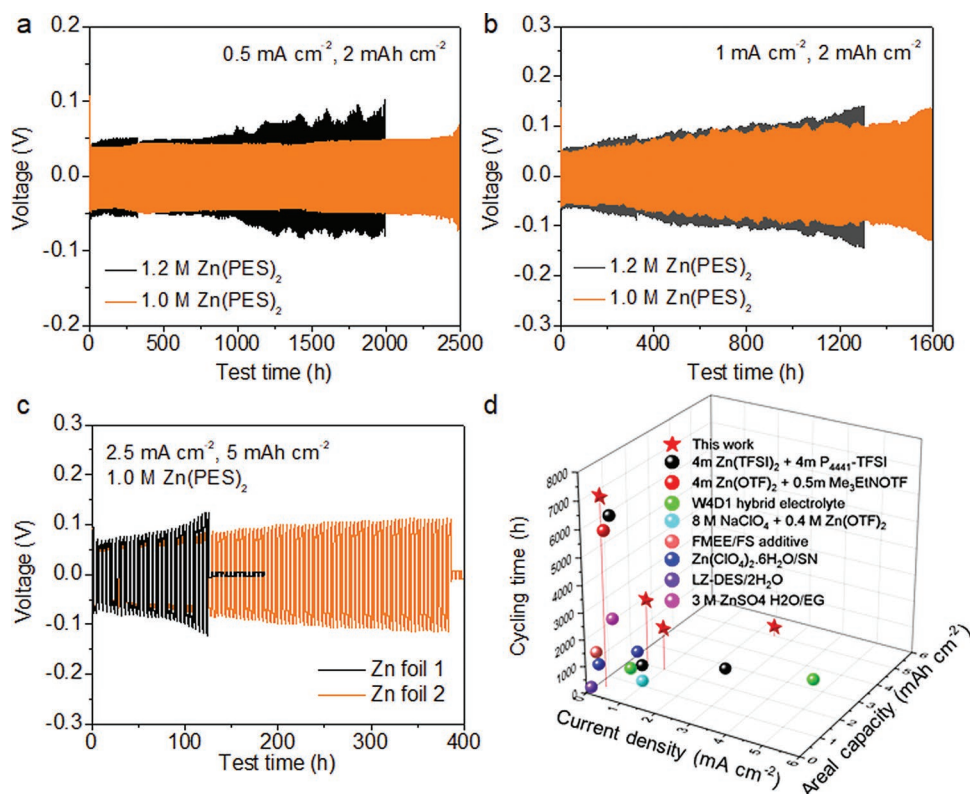 a
0.5 mA cm⁻², 2 mAh cm⁻²
Voltage (V)
0.2
0.1
0.0
-0.1
-0.2
1.2 M Zn(PES)₂
1.0 M Zn(PES)₂
0 500 1000 1500 2000 2500
Test time (h)
b
1 mA cm⁻², 2 mAh cm⁻²
Voltage (V)
0.3
0.2
0.1
0.0
-0.1
-0.2
-0.3
1.2 M Zn(PES)₂
1.0 M Zn(PES)₂
0 400 800 1200 1600
Test time (h)
c
2.5 mA cm⁻², 5 mAh cm⁻²
1.0 M Zn(PES)₂
Voltage (V)
0.3
0.2
0.1
0.0
-0.1
-0.2
-0.3
Zn foil 1
Zn foil 2
0 100 200 300 400
Test time (h)
d
This work
4m Zn(TFSI)₂ + 4m P₄₄₄₁-TFSI
4m Zn(OTF)₂ + 0.5m Me₃EtNOTF
W4D1 hybrid electrolyte
8 M NaClO₄ + 0.4 M Zn(OTF)₂
FMEE/FS additive
Zn(ClO₄)₂.6H₂O/SN
LZ-DES/2H₂O
3 M ZnSO4 H2O/EG
Cycling time (h)
8000
7000
6000
5000
4000
3000
2000
1000
0
0 1 2 3 4 5 6
Current density (mA cm⁻²)
0 1 2 3 4 5 6
Areal capacity (mAh cm⁻²)